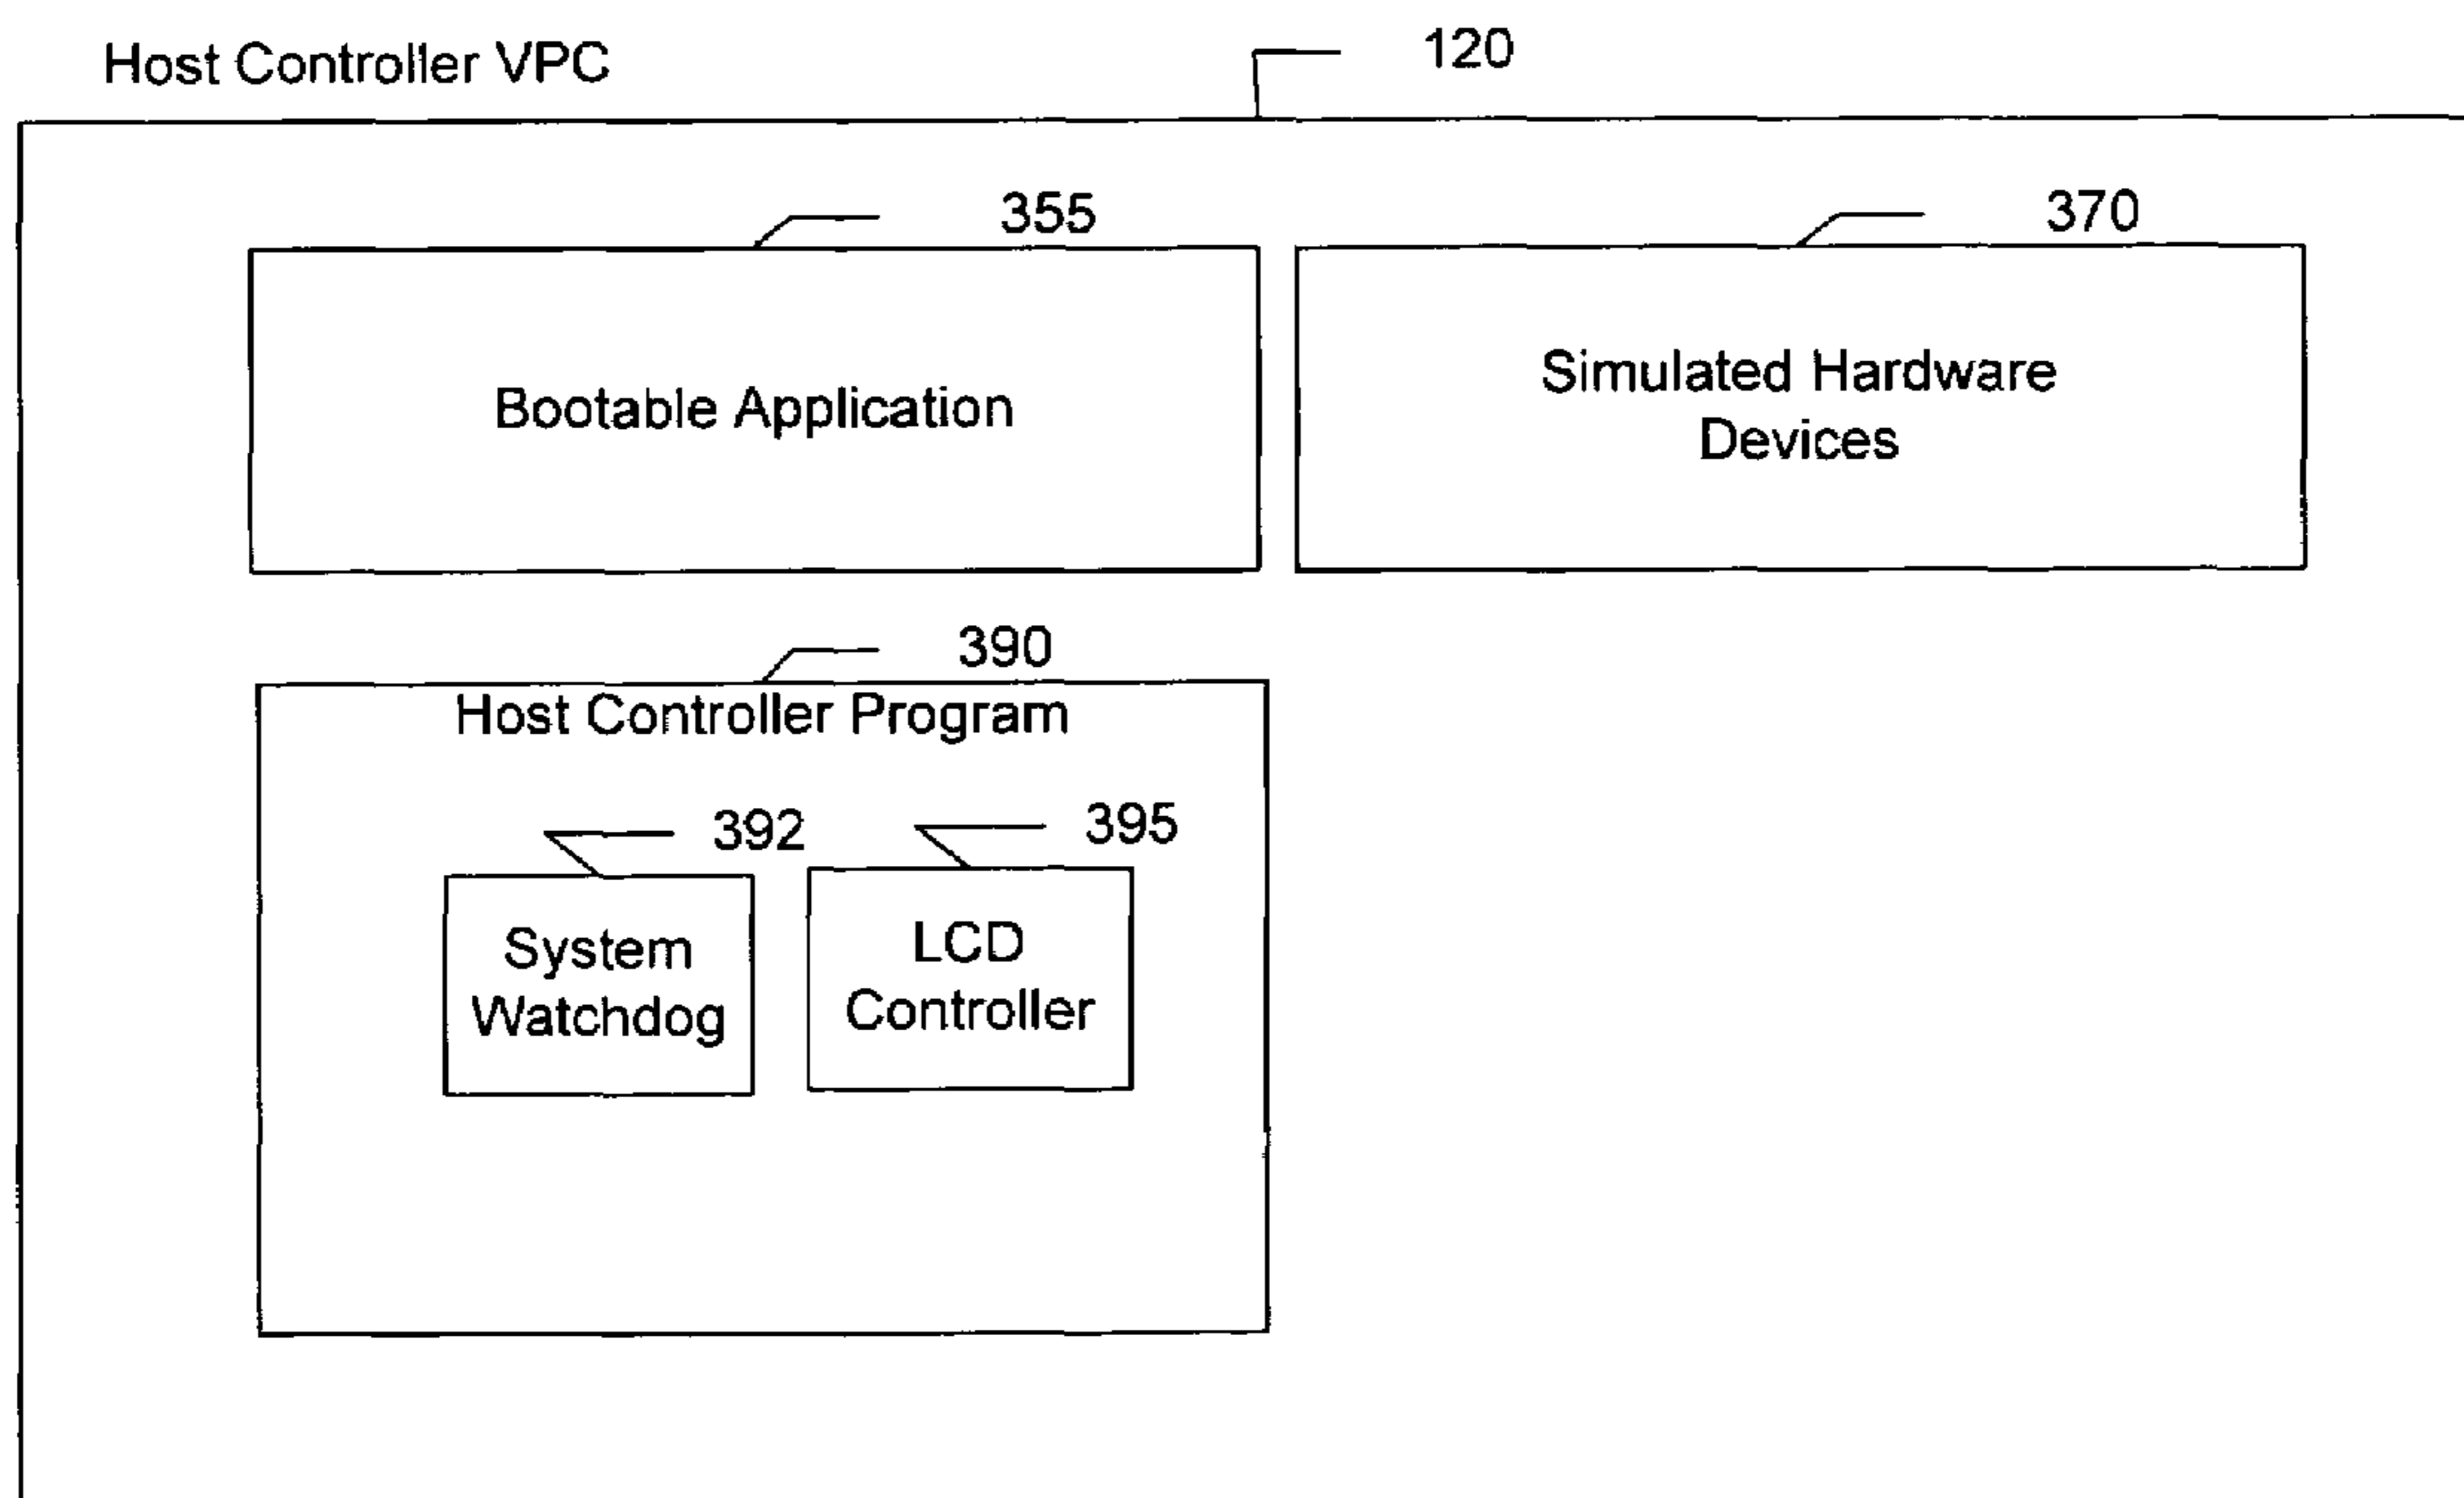 Host Controller VPC
120
355
370
Bootable Application
Simulated Hardware
Devices
390
Host Controller Program
392
395
System
Watchdog
LCD
Controller